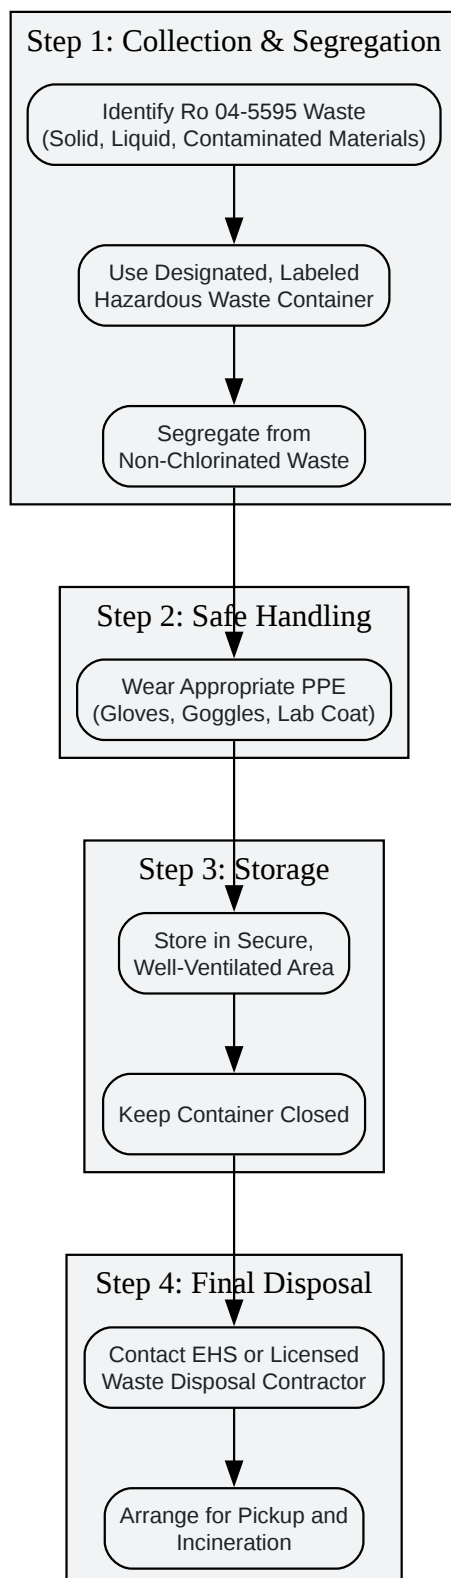 Step 1: Collection & Segregation
Identify Ro 04-5595 Waste
(Solid, Liquid, Contaminated Materials)
Use Designated, Labeled
Hazardous Waste Container
Segregate from
Non-Chlorinated Waste
Step 2: Safe Handling
Wear Appropriate PPE
(Gloves, Goggles, Lab Coat)
Step 3: Storage
Store in Secure,
Well-Ventilated Area
Keep Container Closed
Step 4: Final Disposal
Contact EHS or Licensed
Waste Disposal Contractor
Arrange for Pickup and
Incineration